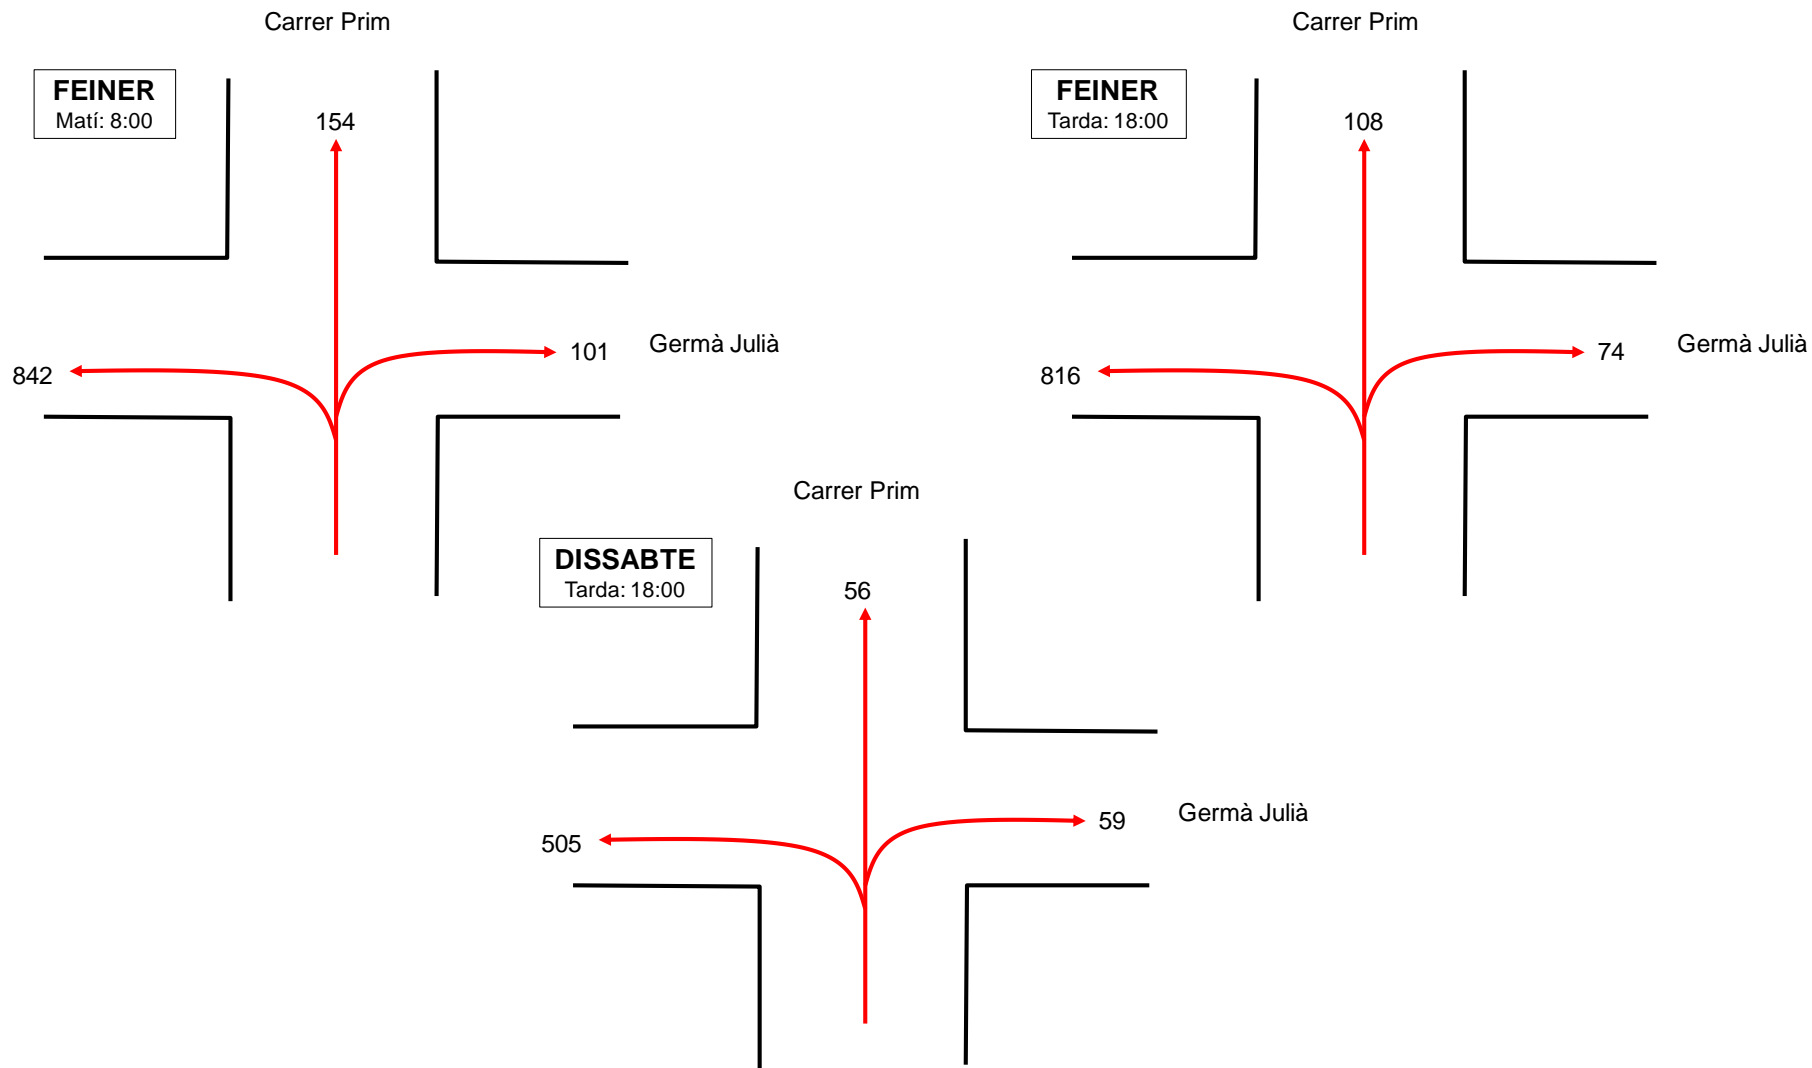 Carrer Prim
FEINER
Matí: 8:00
154
101
Germà Julià
842
Carrer Prim
FEINER
Tarda: 18:00
108
74
Germà Julià
816
Carrer Prim
DISSABTE
Tarda: 18:00
56
59
Germà Julià
505